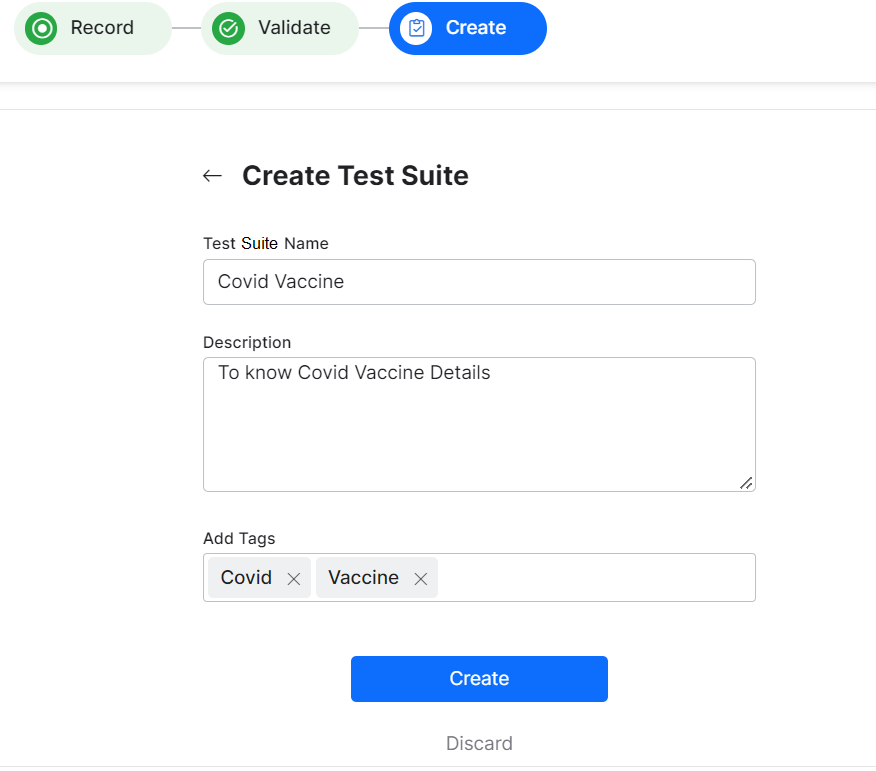 Record
Validate
Create
Create Test Suite
Test Suite Name
Covid Vaccine
Description
To know Covid Vaccine Details
Add Tags
Covid
Vaccine
Create
Discard